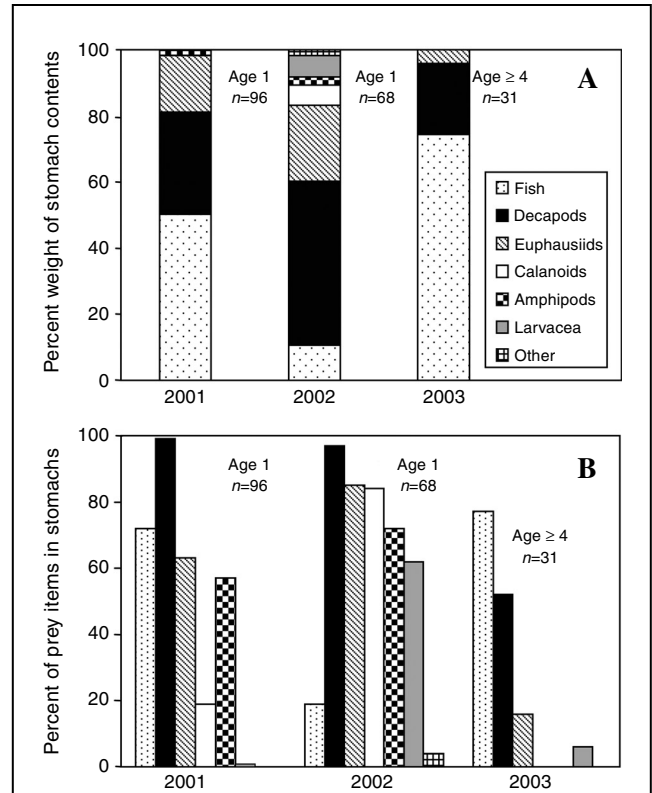 A
Percent weight of stomach contents
100
80
60
40
20
0
Age 1
n=96
Age 1
n=68
Age ≥ 4
n=31
Fish
Decapods
Euphausiids
Calanoids
Amphipods
Larvacea
Other
2001
2002
2003
B
Percent of prey items in stomachs
100
80
60
40
20
0
Age 1
n=96
Age 1
n=68
Age ≥ 4
n=31
2001
2002
2003